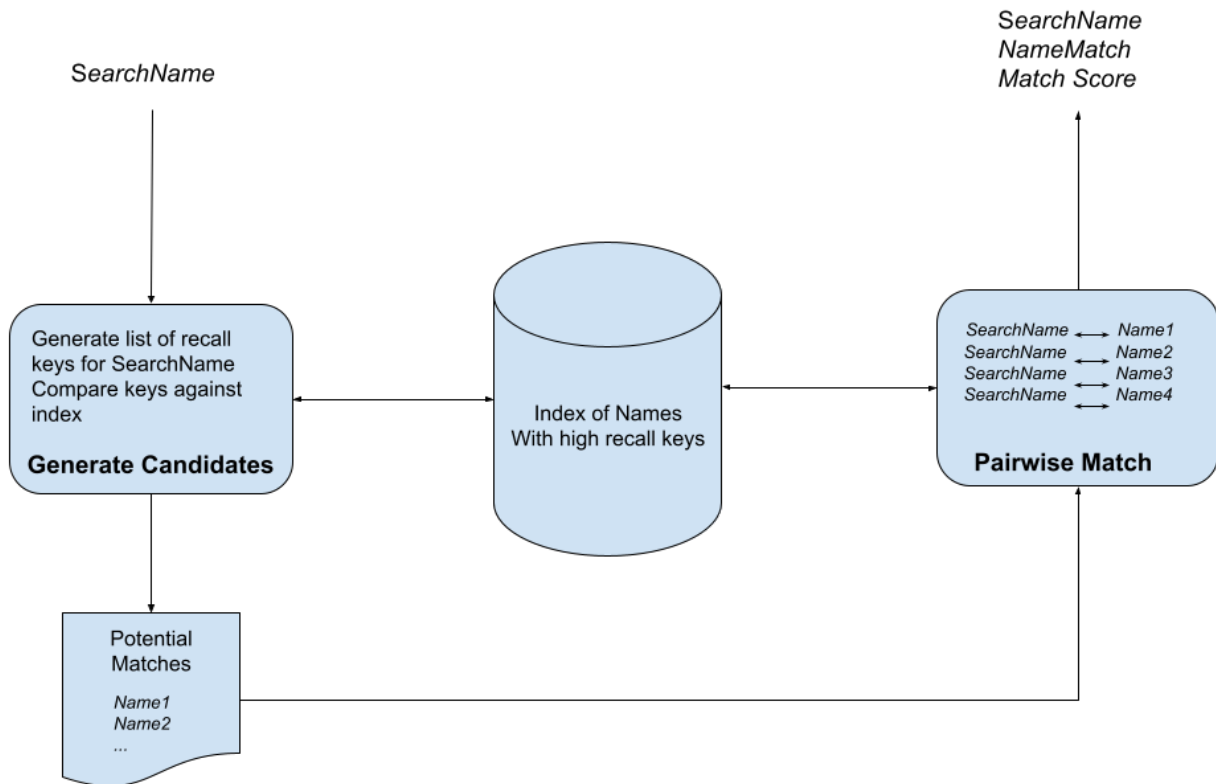 SearchName
SearchName
NameMatch
Match Score
Generate list of recall
keys for SearchName
Compare keys against
index
Generate Candidates
Index of Names
With high recall keys
SearchName Name1
SearchName Name2
SearchName Name3
SearchName Name4
Pairwise Match
Potential
Matches
Name1
Name2
...